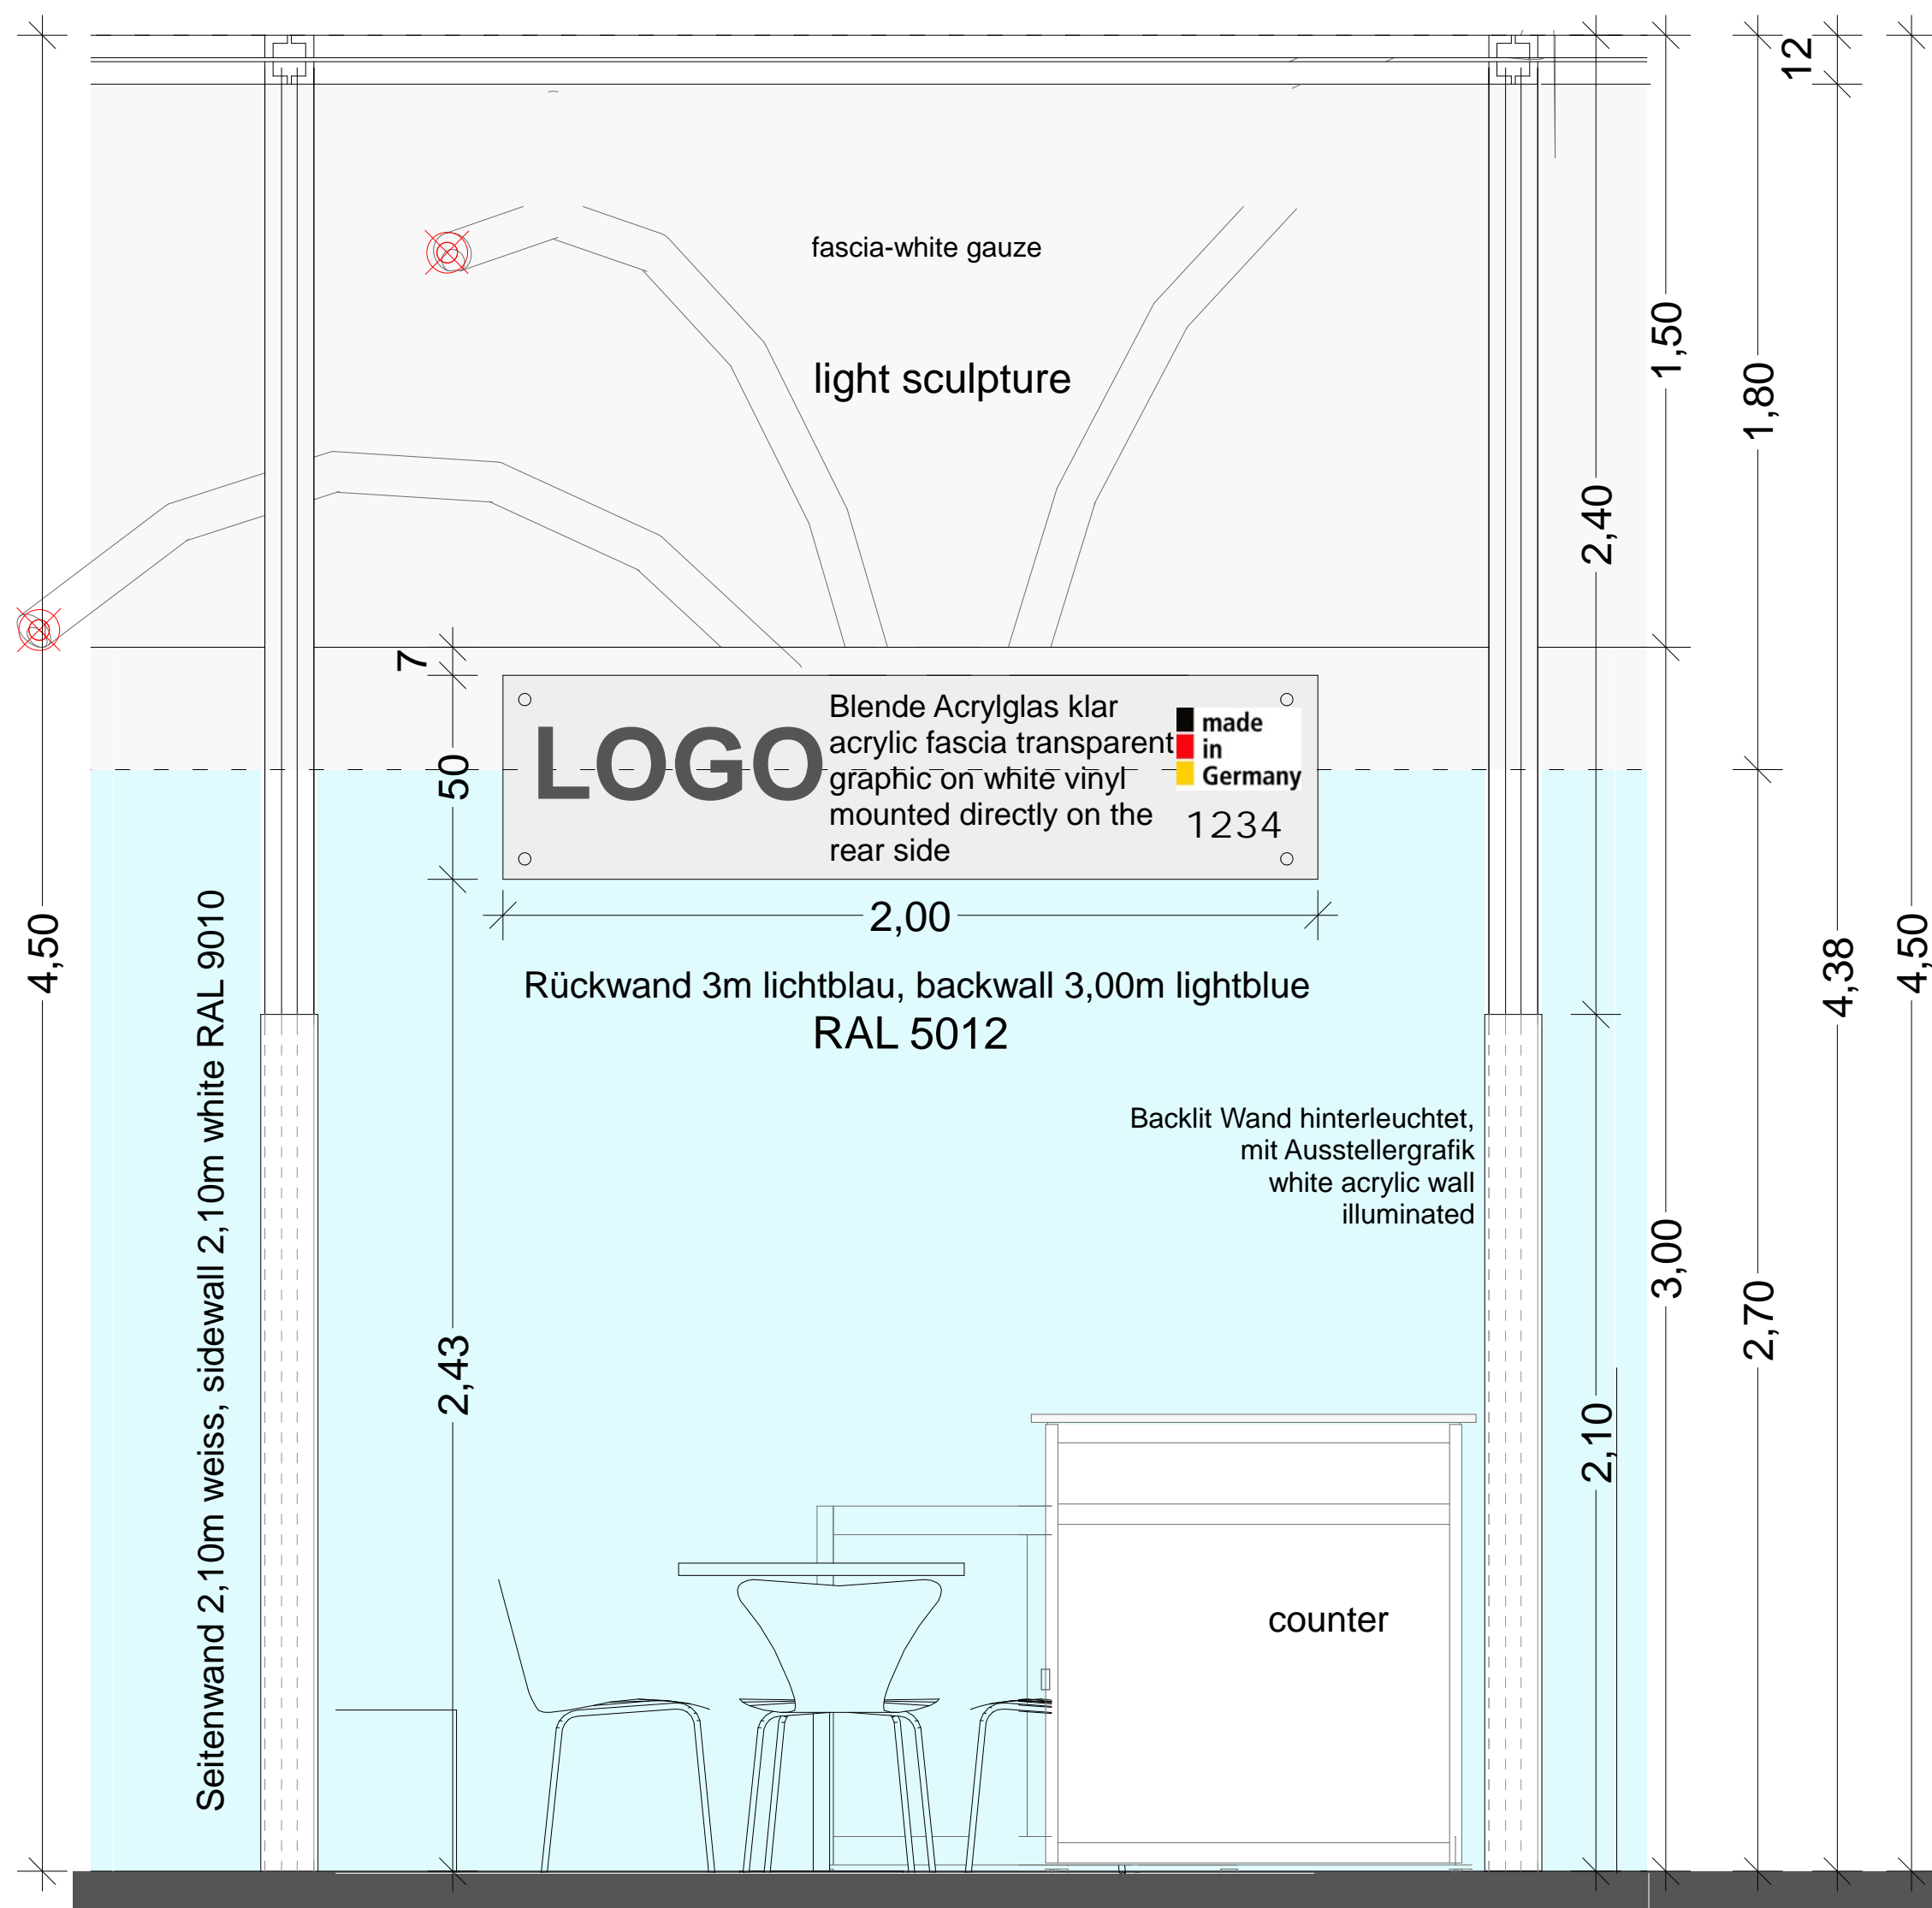 12
fascia-white gauze
1,50
light sculpture
1,80
2,40
7
50
LOGO
Blende Acrylglas klar
acrylic fascia transparent
graphic on white vinyl
mounted directly on the
rear side
made
in
Germany
1234
2,00
4,50
4,38
4,50
Rückwand 3m lichtblau, backwall 3,00m lightblue
RAL 5012
Seitenwand 2,10m weiss, sidewall 2,10m white RAL 9010
Backlit Wand hinterleuchtet,
mit Ausstellergrafik
white acrylic wall
illuminated
3,00
2,70
2,43
2,10
counter